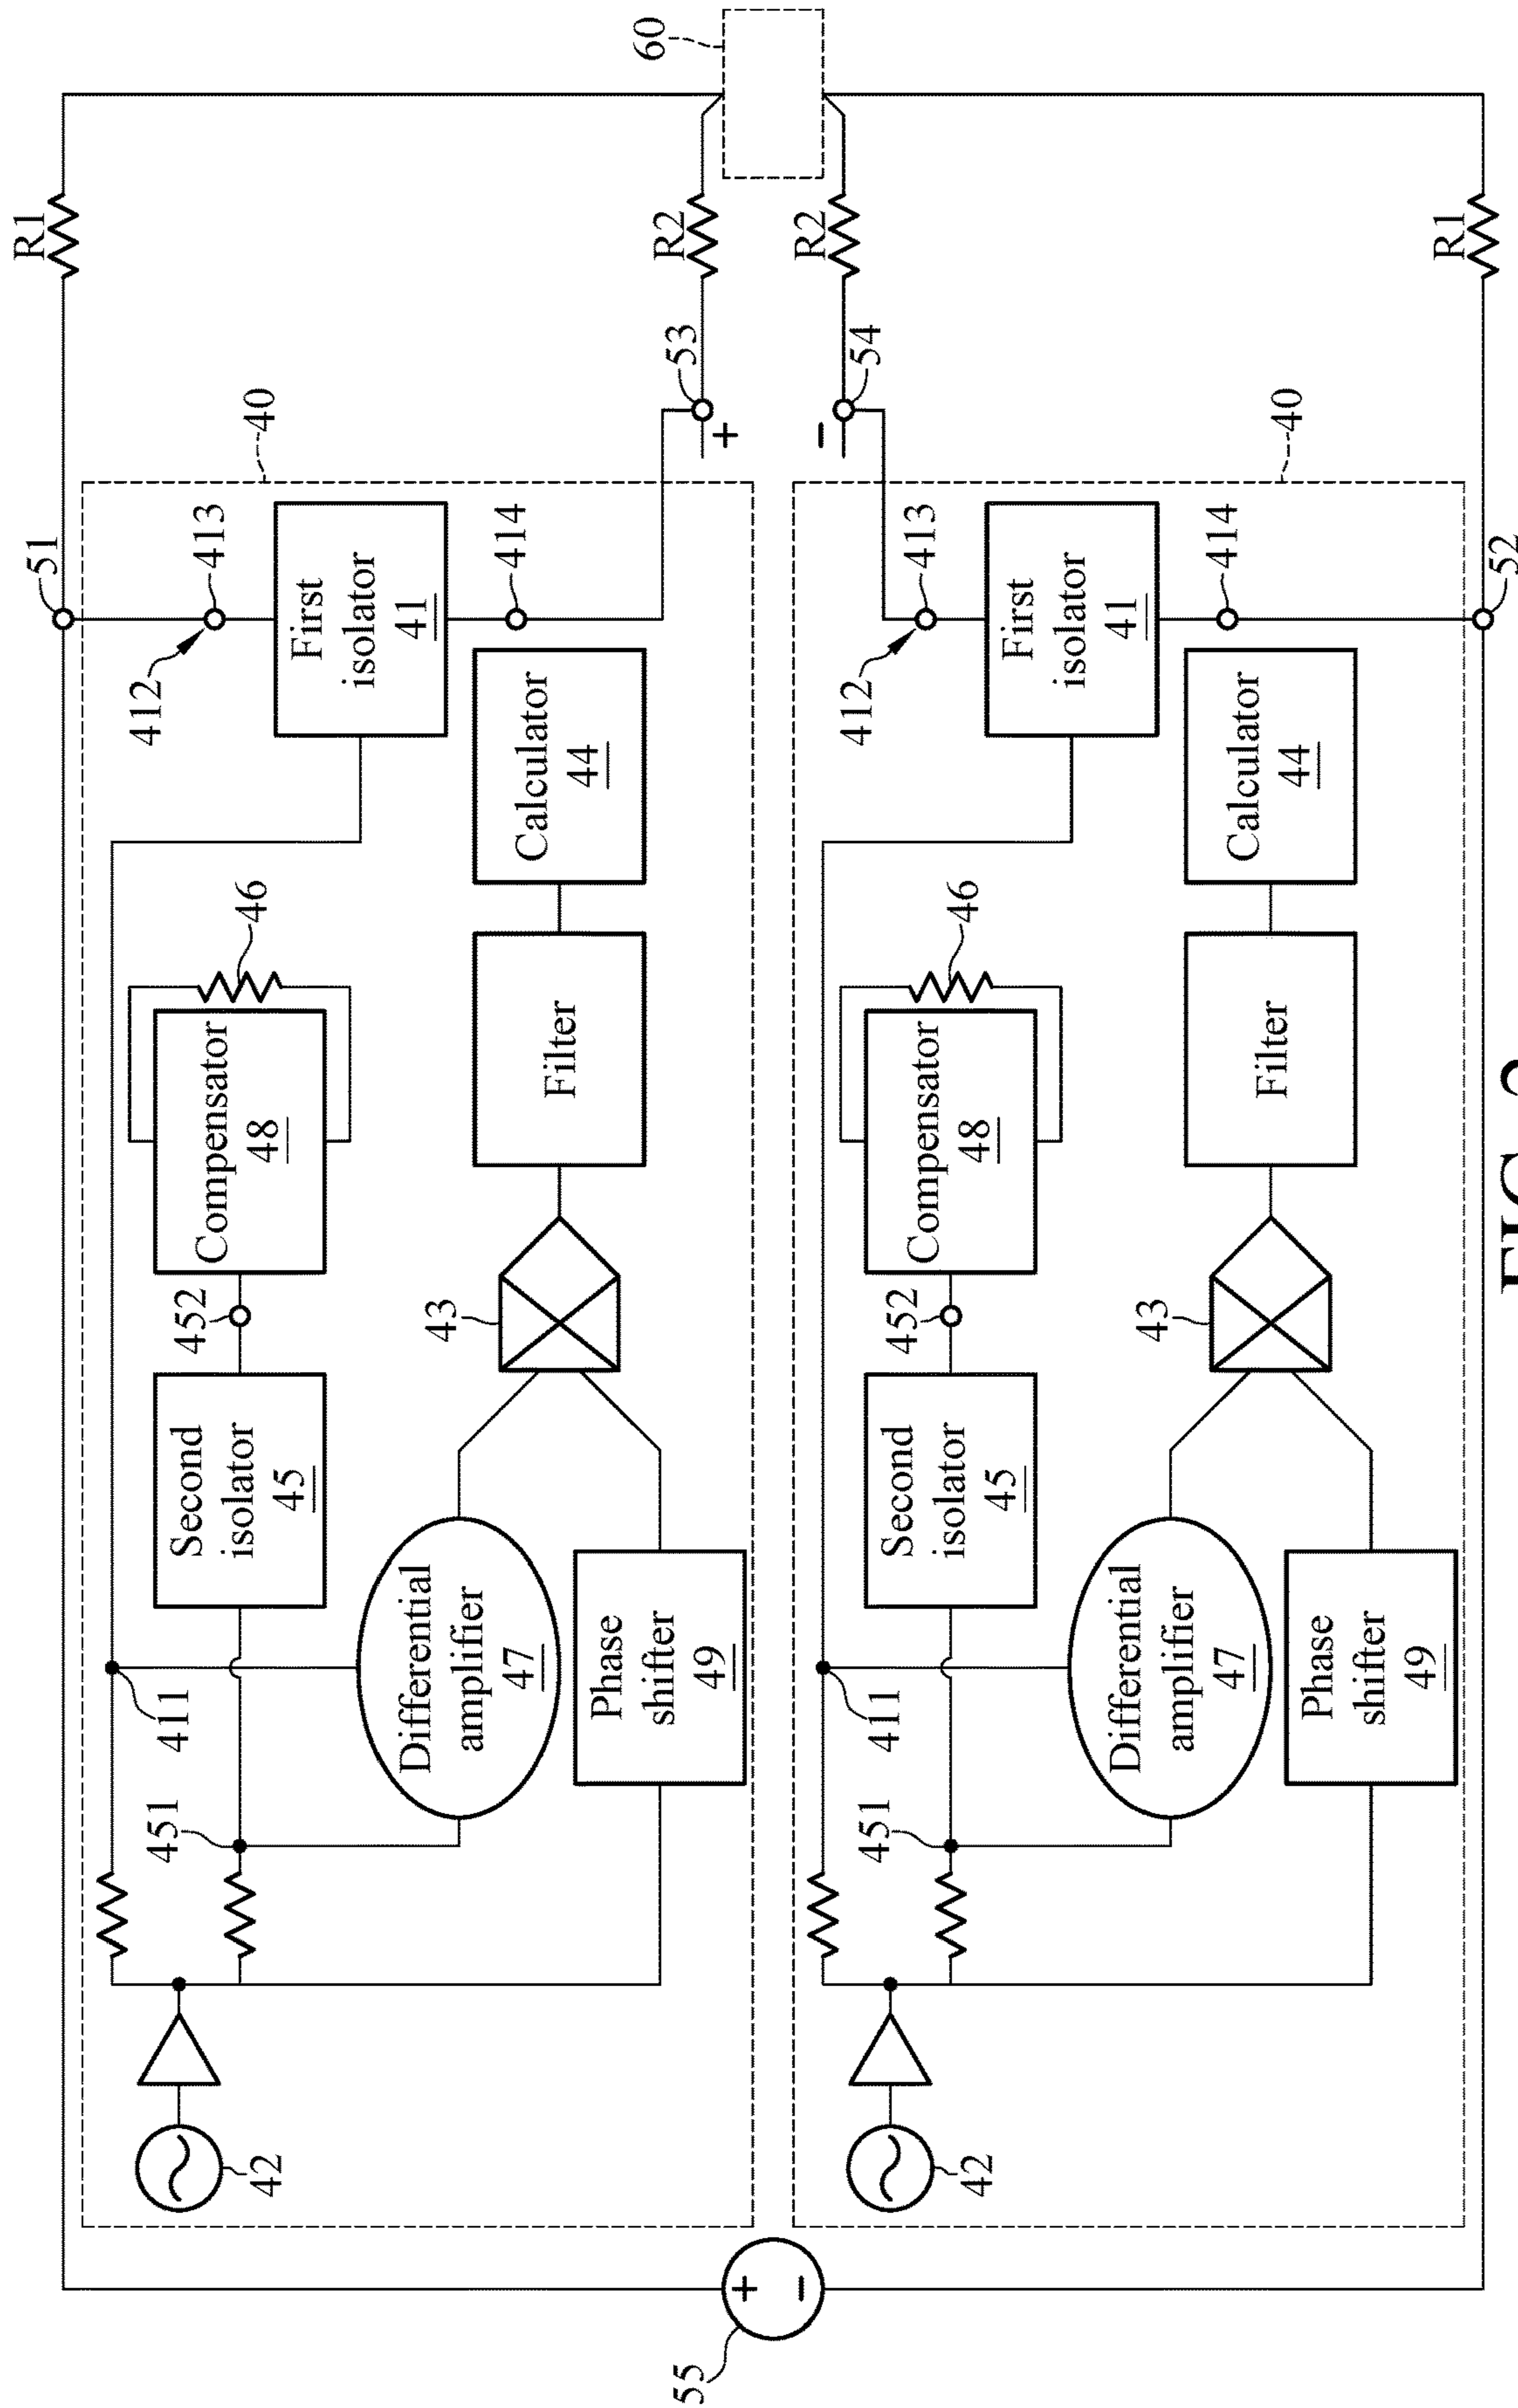 60
R1
R2
R2
R1
53
54
+
−
40
40
51
413
412
First
isolator
41
414
Calculator
44
46
Compensator
48
Filter
452
43
Second
isolator
45
411
Differential
amplifier
47
Phase
shifter
49
451
42
413
412
First
isolator
41
414
52
Calculator
44
46
Compensator
48
Filter
452
43
Second
isolator
45
411
Differential
amplifier
47
Phase
shifter
49
451
42
+
−
55
FIG.